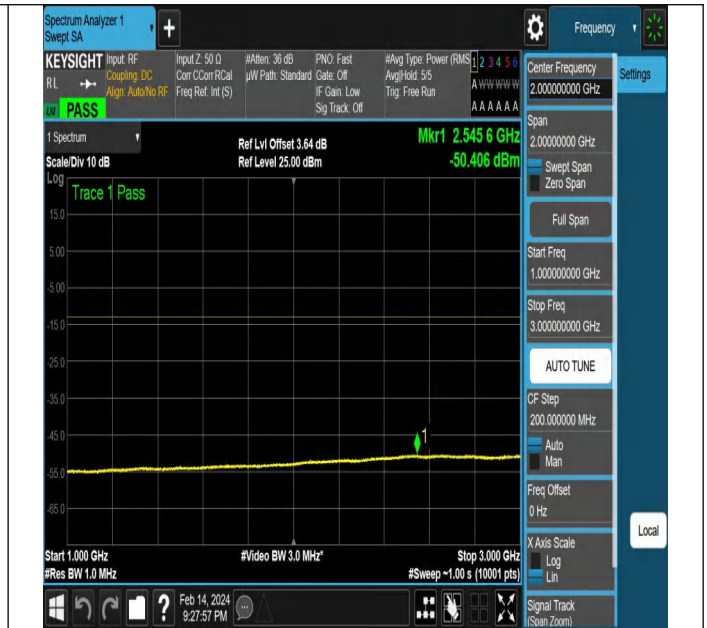 Spectrum Analyzer 1
Swept SA
Frequency
KEYSIGHT
RL
PASS
Input: RF
Coupling: DC
Align: Auto/No RF
Input Z: 50 Ω
Corr CCorr RCal
Freq Ref: Int (S)
#Atten: 36 dB
µW Path: Standard
PNO: Fast
Gate: Off
IF Gain: Low
Sig Track: Off
#Avg Type: Power (RMS
Avg|Hold: 5/5
Trig: Free Run
1 2 3 4 5 6
A W W W W W
A A A A A A
1 Spectrum
Scale/Div 10 dB
Ref Lvl Offset 3.64 dB
Ref Level 25.00 dBm
Mkr1 2.545 6 GHz
-50.406 dBm
Log
Trace 1 Pass
15.0
5.00
-5.00
-15.0
-25.0
-35.0
-45.0
-55.0
-65.0
1
Start 1.000 GHz
#Res BW 1.0 MHz
#Video BW 3.0 MHz*
Stop 3.000 GHz
#Sweep ~1.00 s (10001 pts)
?
Feb 14, 2024
9:27:57 PM
Center Frequency
2.000000000 GHz
Settings
Span
2.00000000 GHz
Swept Span
Zero Span
Full Span
Start Freq
1.000000000 GHz
Stop Freq
3.000000000 GHz
AUTO TUNE
CF Step
200.000000 MHz
Auto
Man
Freq Offset
0 Hz
X Axis Scale
Log
Lin
Local
Signal Track
(Span Zoom)